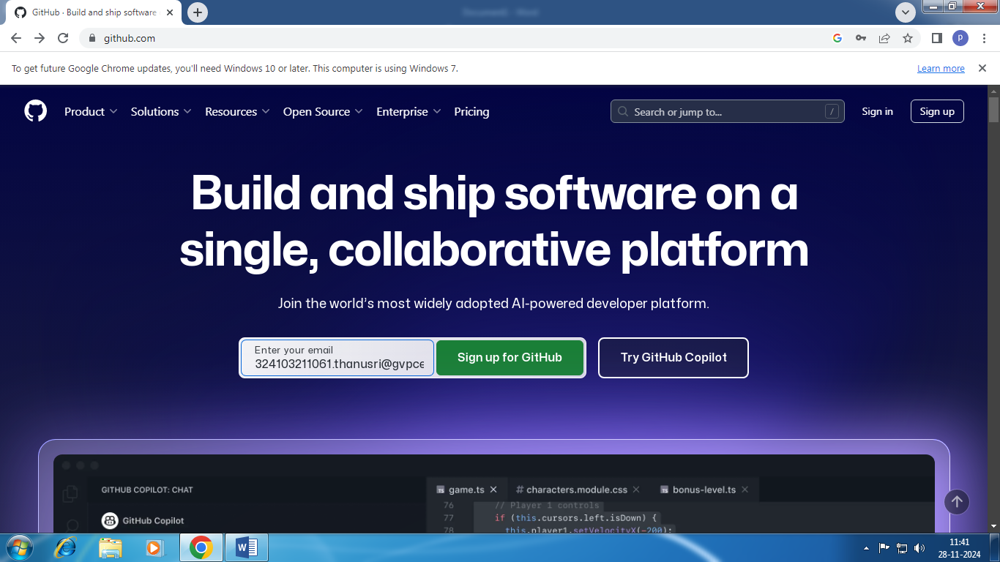 GitHub · Build and ship software
To get future Google Chrome updates, you'll need Windows 10 or later. This computer is using Windows 7.
Learn more
github.com
p
Product
Solutions
Resources
Open Source
Enterprise
Pricing
Search or jump to...
/
Sign in
Sign up
Build and ship software on a
single, collaborative platform
Join the world's most widely adopted AI-powered developer platform.
Enter your email
324103211061.thanusri@gvpce
Sign up for GitHub
Try GitHub Copilot
GITHUB COPILOT: CHAT
GitHub Copilot
TS game.ts
# characters.module.css
TS bonus-level.ts
76 // Player 1 controls
77 if (this.cursors.left.isDown) {
78 this.player1.setVelocityX(-200);
W
11:41
28-11-2024